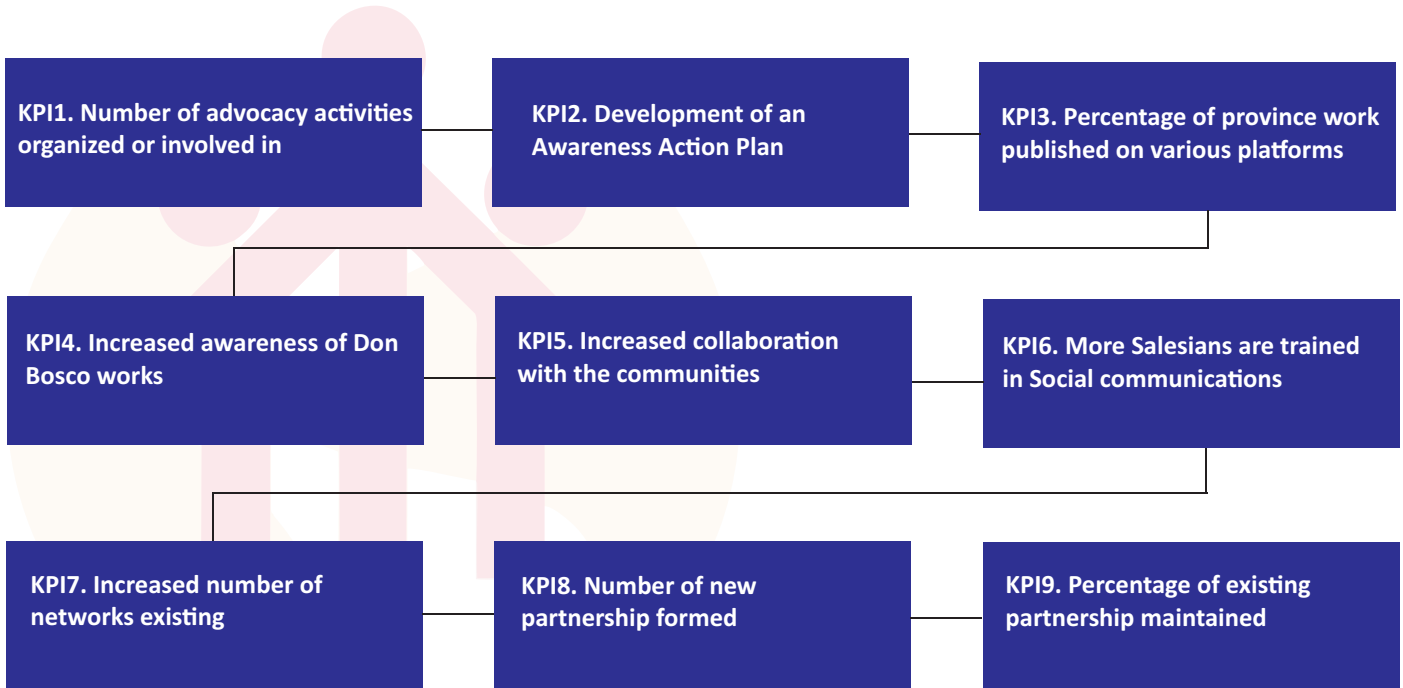 KPI1. Number of advocacy activities
organized or involved in
KPI2. Development of an
Awareness Action Plan
KPI3. Percentage of province work
published on various platforms
KPI4. Increased awareness of Don
Bosco works
KPI5. Increased collaboration
with the communities
KPI6. More Salesians are trained
in Social communications
KPI7. Increased number of
networks existing
KPI8. Number of new
partnership formed
KPI9. Percentage of existing
partnership maintained